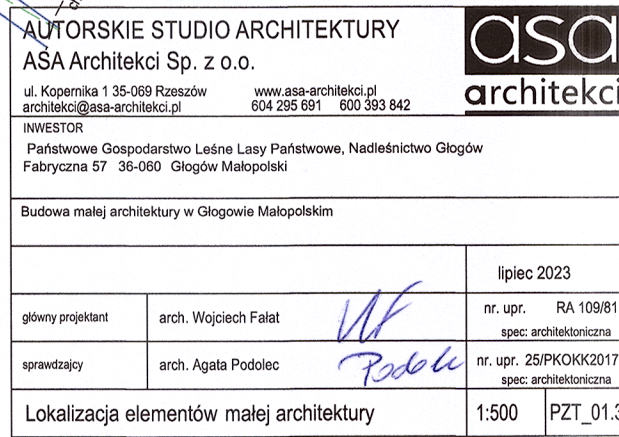 AUTORSKIE STUDIO ARCHITEKTURY
ASA Architekci Sp. z o.o.
ul. Kopernika 1 35-069 Rzeszów www.asa-architekci.pl
architekci@asa-architekci.pl 604 295 691 600 393 842
asa
architekci
INWESTOR
Państwowe Gospodarstwo Leśne Lasy Państwowe, Nadleśnictwo Głogów
Fabryczna 57 36-060 Głogów Małopolski
Budowa małej architektury w Głogowie Małopolskim
lipiec 2023
główny projektant arch. Wojciech Fałat nr. upr. RA 109/81
spec: architektoniczna
sprawdzający arch. Agata Podolec Podole nr. upr. 25/PKOKK2017
spec: architektoniczna
Lokalizacja elementów małej architektury 1:500 PZT_01.3